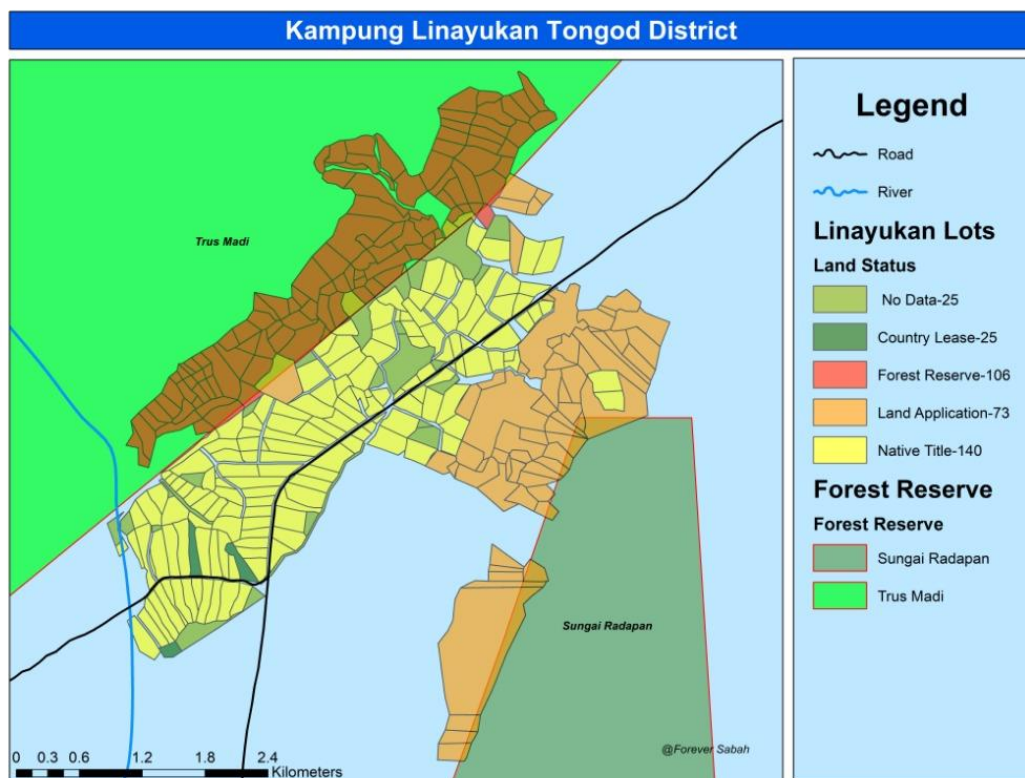 Kampung Linayukan Tongod District
Trus Madi
Sungai Radapan
@Forever Sabah
0 0.3 0.6 1.2 1.8 2.4
Kilometers
Legend
Road
River
Linayukan Lots
Land Status
No Data-25
Country Lease-25
Forest Reserve-106
Land Application-73
Native Title-140
Forest Reserve
Forest Reserve
Sungai Radapan
Trus Madi